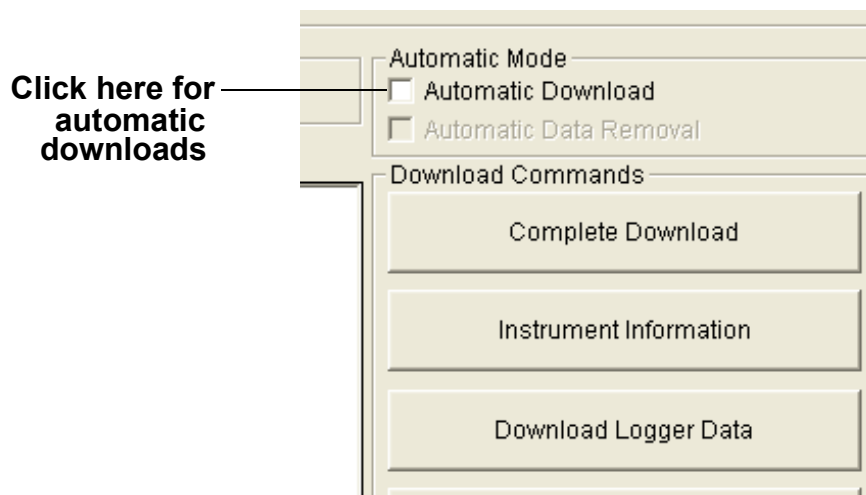 Click here for
automatic
downloads
Automatic Mode
Automatic Download
Automatic Data Removal
Download Commands
Complete Download
Instrument Information
Download Logger Data